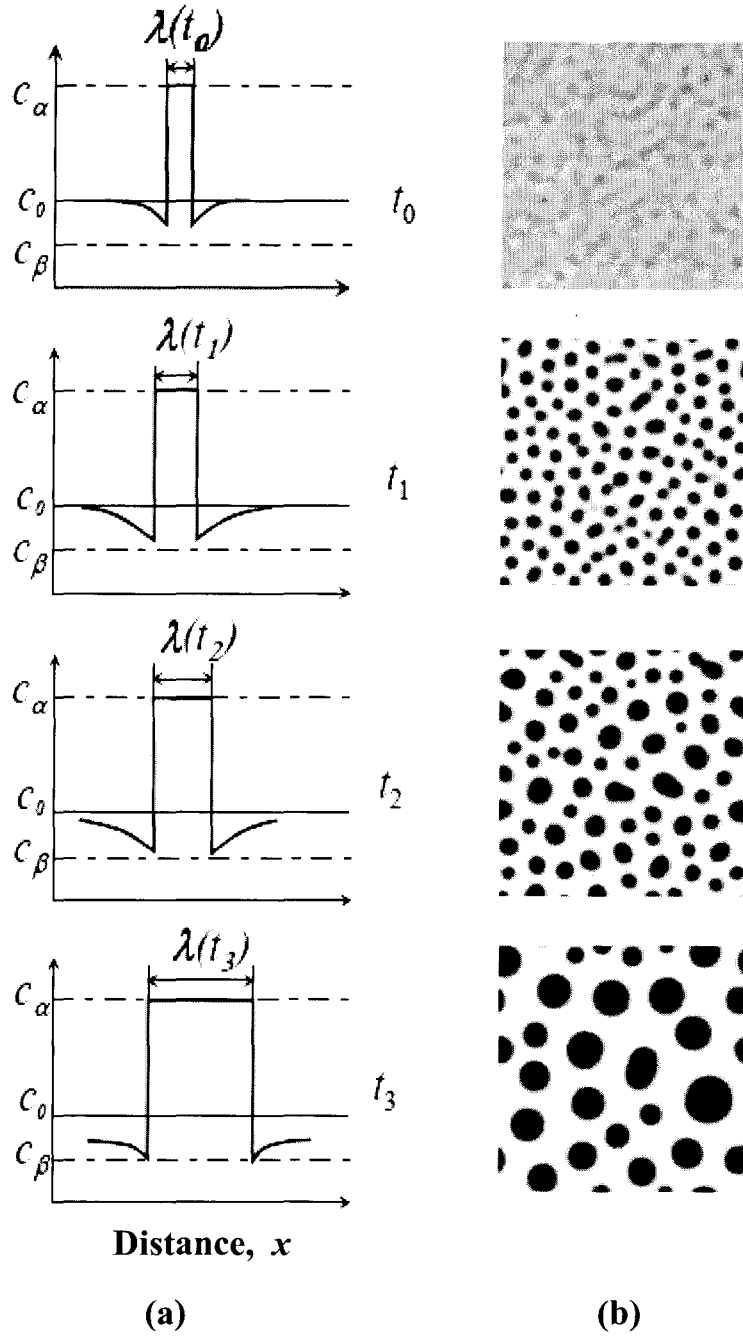 λ(t₀)
Cα
C₀
Cβ
t₀
λ(t₁)
Cα
C₀
Cβ
t₁
λ(t₂)
Cα
C₀
Cβ
t₂
λ(t₃)
Cα
C₀
Cβ
t₃
Distance, x
(a)
(b)